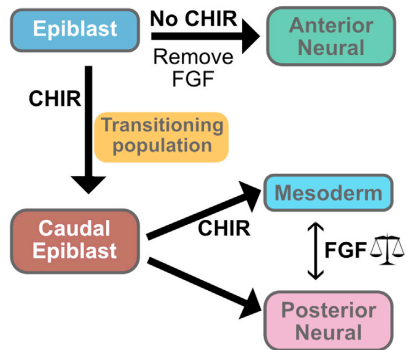 Epiblast
No CHIR
Remove
FGF
Anterior
Neural
CHIR
Transitioning
population
Caudal
Epiblast
CHIR
Mesoderm
FGF
Posterior
Neural